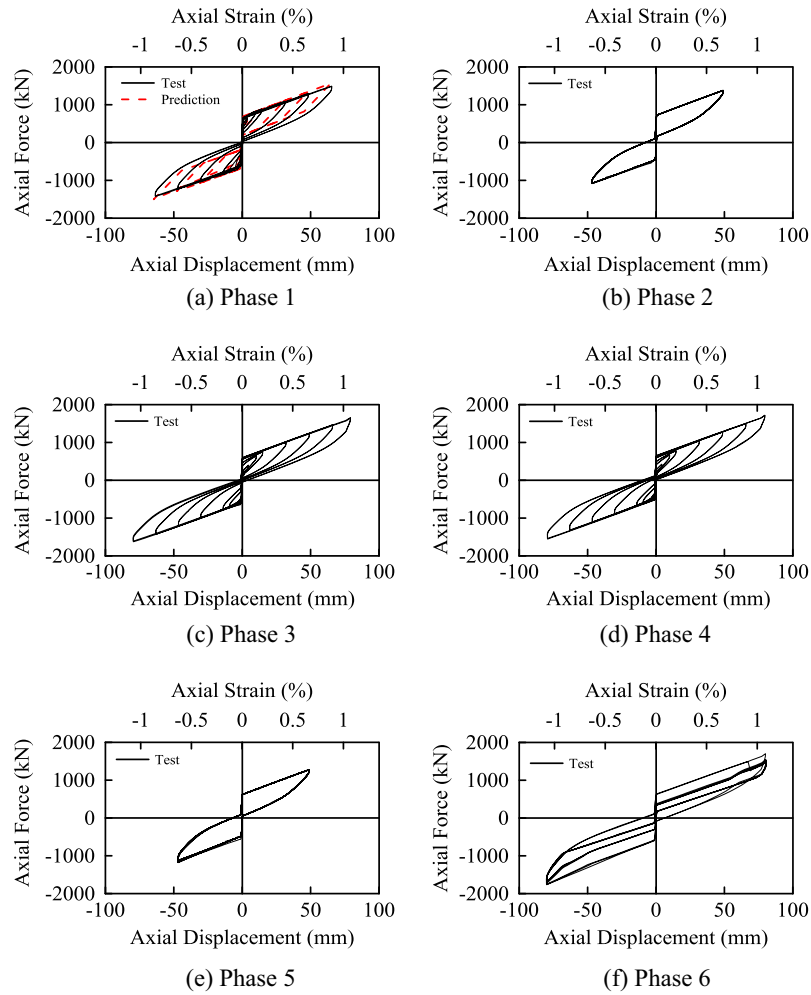 Axial Strain (%) Axial Strain (%)
-1 -0.5 0 0.5 1 -1 -0.5 0 0.5 1
Axial Force (kN)
2000
1000
0
-1000
-2000
Test
Prediction
-100 -50 0 50 100
Axial Displacement (mm)
(a) Phase 1
Axial Force (kN)
2000
1000
0
-1000
-2000
Test
-100 -50 0 50 100
Axial Displacement (mm)
(b) Phase 2
Axial Strain (%) Axial Strain (%)
-1 -0.5 0 0.5 1 -1 -0.5 0 0.5 1
Axial Force (kN)
2000
1000
0
-1000
-2000
Test
-100 -50 0 50 100
Axial Displacement (mm)
(c) Phase 3
Axial Force (kN)
2000
1000
0
-1000
-2000
Test
-100 -50 0 50 100
Axial Displacement (mm)
(d) Phase 4
Axial Strain (%) Axial Strain (%)
-1 -0.5 0 0.5 1 -1 -0.5 0 0.5 1
Axial Force (kN)
2000
1000
0
-1000
-2000
Test
-100 -50 0 50 100
Axial Displacement (mm)
(e) Phase 5
Axial Force (kN)
2000
1000
0
-1000
-2000
Test
-100 -50 0 50 100
Axial Displacement (mm)
(f) Phase 6